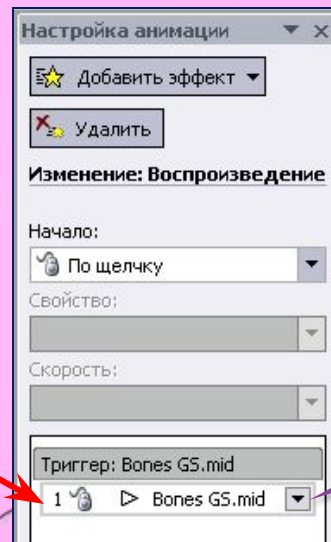 Настройка анимации
Добавить эффект
Удалить
Изменение: Воспроизведение
Начало:
По щелчку
Свойство:
Скорость:
Триггер: Bones GS.mid
1 Bones GS.mid